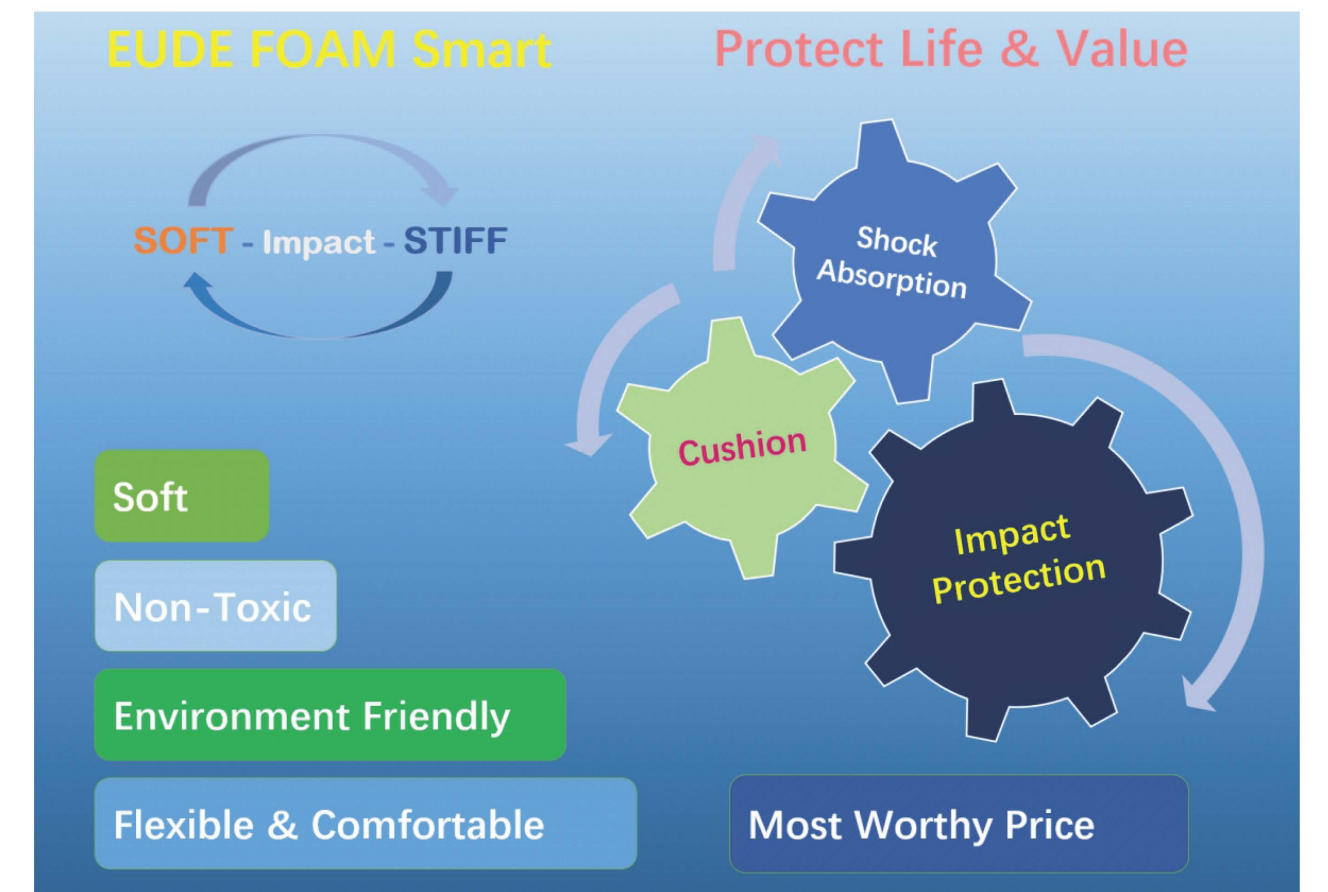 EUDE FOAM Smart
Protect Life & Value
SOFT - Impact - STIFF
Shock
Absorption
Cushion
Impact
Protection
Soft
Non-Toxic
Environment Friendly
Flexible & Comfortable
Most Worthy Price